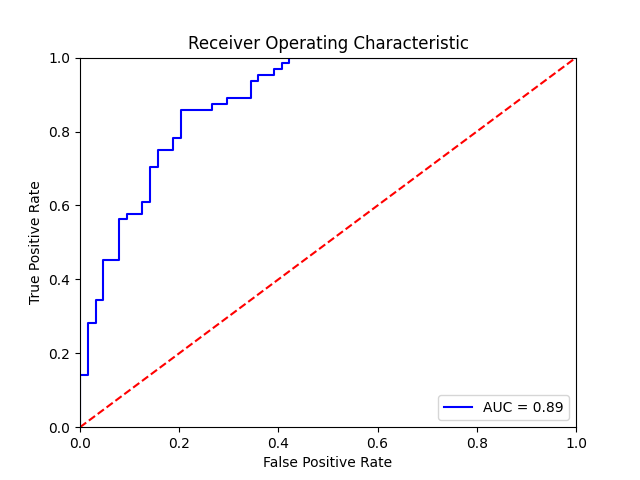 Receiver Operating Characteristic
True Positive Rate
1.0
0.8
0.6
0.4
0.2
0.0
AUC = 0.89
0.0 0.2 0.4 0.6 0.8 1.0
False Positive Rate